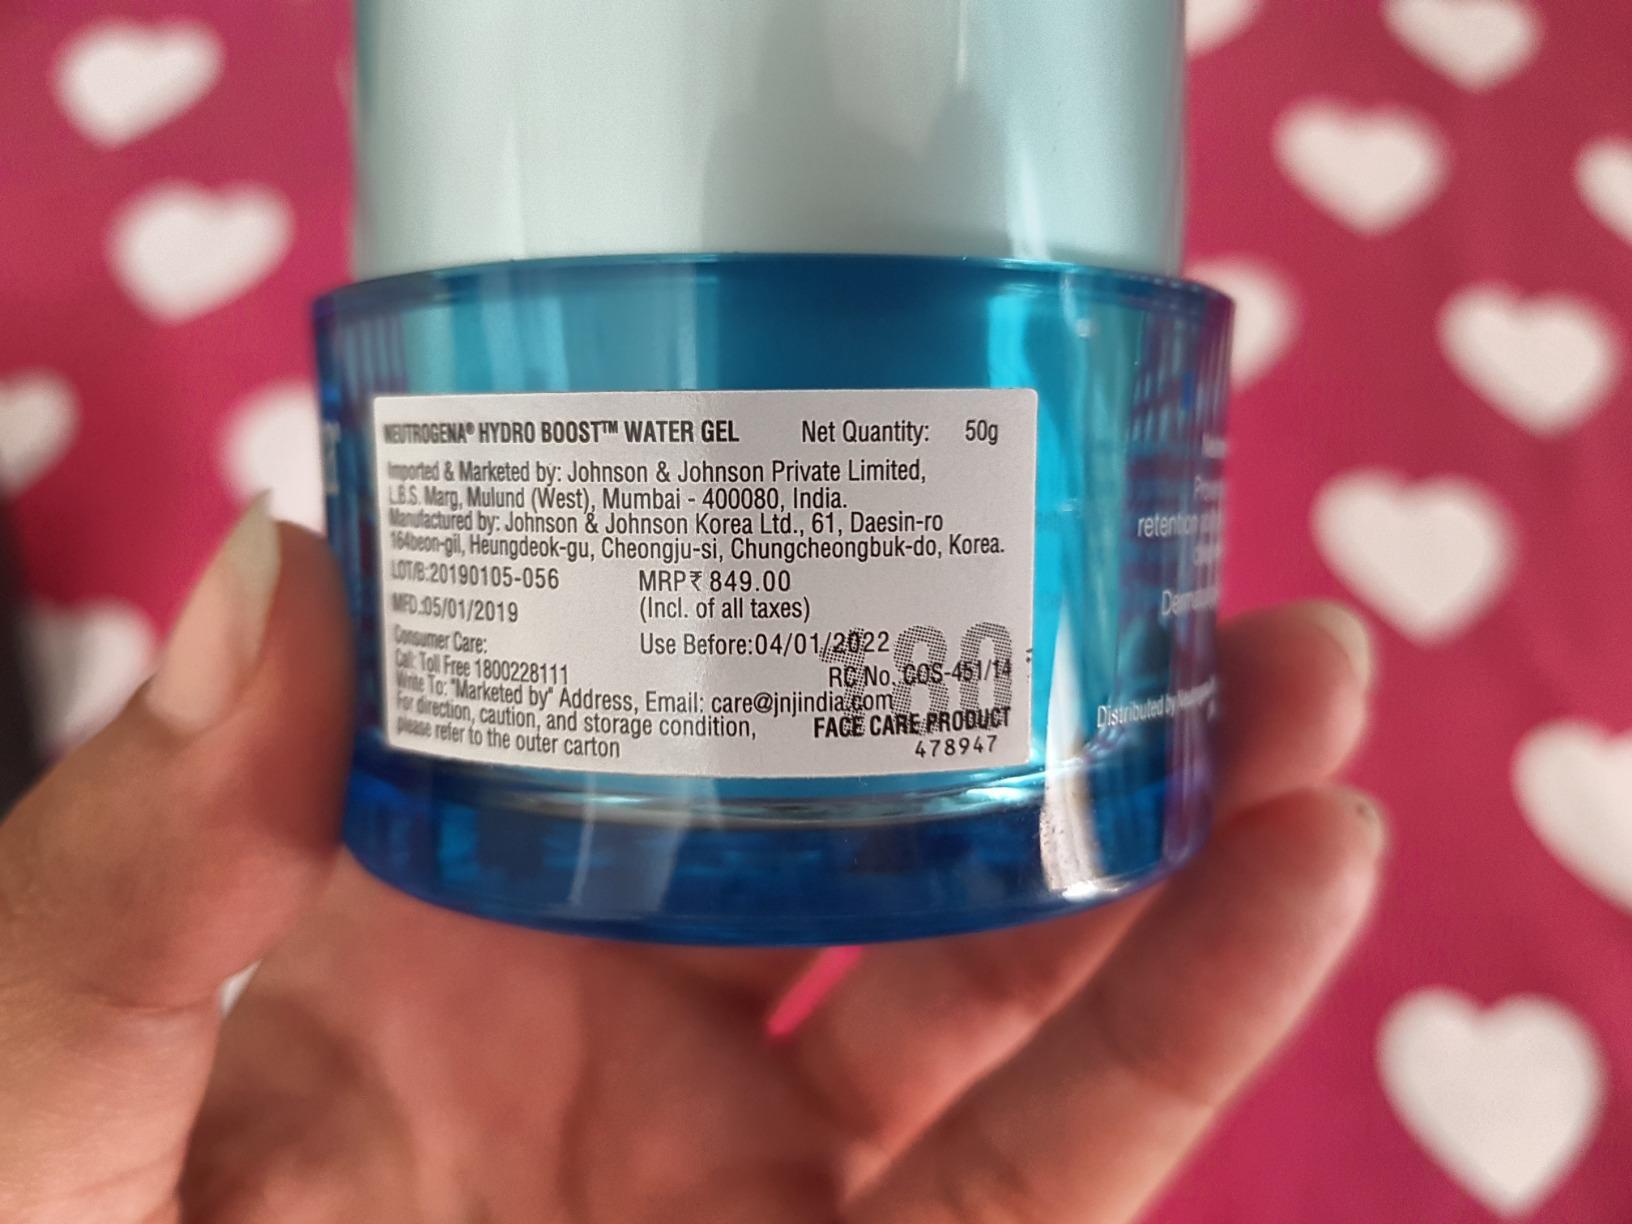 NEUTROGENA® HYDRO BOOST™ WATER GEL Net Quantity: 50g
Imported & Marketed by: Johnson & Johnson Private Limited,
L.B.S. Marg, Mulund (West), Mumbai - 400080, India.
Manufactured by: Johnson & Johnson Korea Ltd., 61, Daesin-ro
164beon-gil, Heungdeok-gu, Cheongju-si, Chungcheongbuk-do, Korea.
LOT/B:20190105-056 MRP₹ 849.00
MFD.:05/01/2019 (Incl. of all taxes)
Consumer Care: Use Before:04/01/2022
Call: Toll Free 1800228111 RC No. COS-451/14
Write To: "Marketed by" Address, Email: care@jnjindia.com
For direction, caution, and storage condition, FACE CARE PRODUCT
please refer to the outer carton 478947
retention
Distributed by